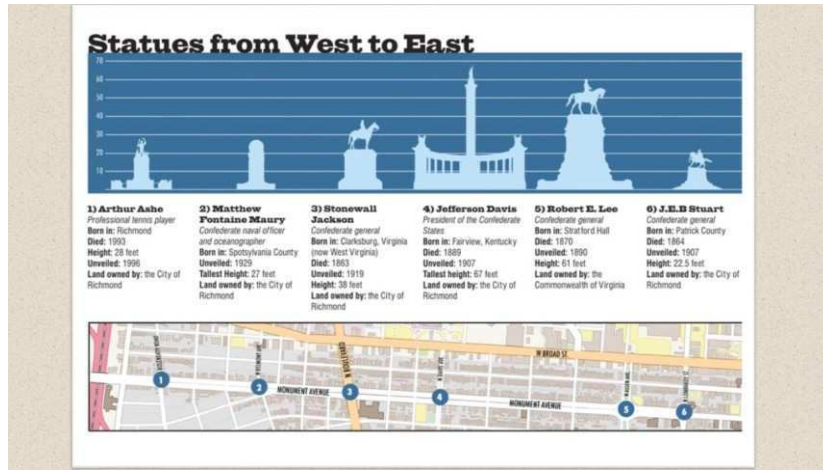 Statues from West to East
70
60
50
40
30
20
10
1) Arthur Ashe
Professional tennis player
Born in: Richmond
Died: 1993
Height: 28 feet
Unveiled: 1996
Land owned by: the City of
Richmond
2) Matthew
Fontaine Maury
Confederate naval officer
and oceanographer
Born in: Spotsylvania County
Unveiled: 1929
Tallest Height: 27 feet
Land owned by: the City of
Richmond
3) Stonewall
Jackson
Confederate general
Born in: Clarksburg, Virginia
(now West Virginia)
Died: 1863
Unveiled: 1919
Height: 38 feet
Land owned by: the City of
Richmond
4) Jefferson Davis
President of the Confederate
States
Born in: Fairview, Kentucky
Died: 1889
Unveiled: 1907
Tallest height: 67 feet
Land owned by: the City of
Richmond
5) Robert E. Lee
Confederate general
Born in: Stratford Hall
Died: 1870
Unveiled: 1890
Height: 61 feet
Land owned by: the
Commonwealth of Virginia
6) J.E.B Stuart
Confederate general
Born in: Patrick County
Died: 1864
Unveiled: 1907
Height: 22.5 feet
Land owned by: the City of
Richmond
W BROAD ST.
N BOULEVARD
MONUMENT AVENUE
MONUMENT AVENUE
1
2
3
4
5
6